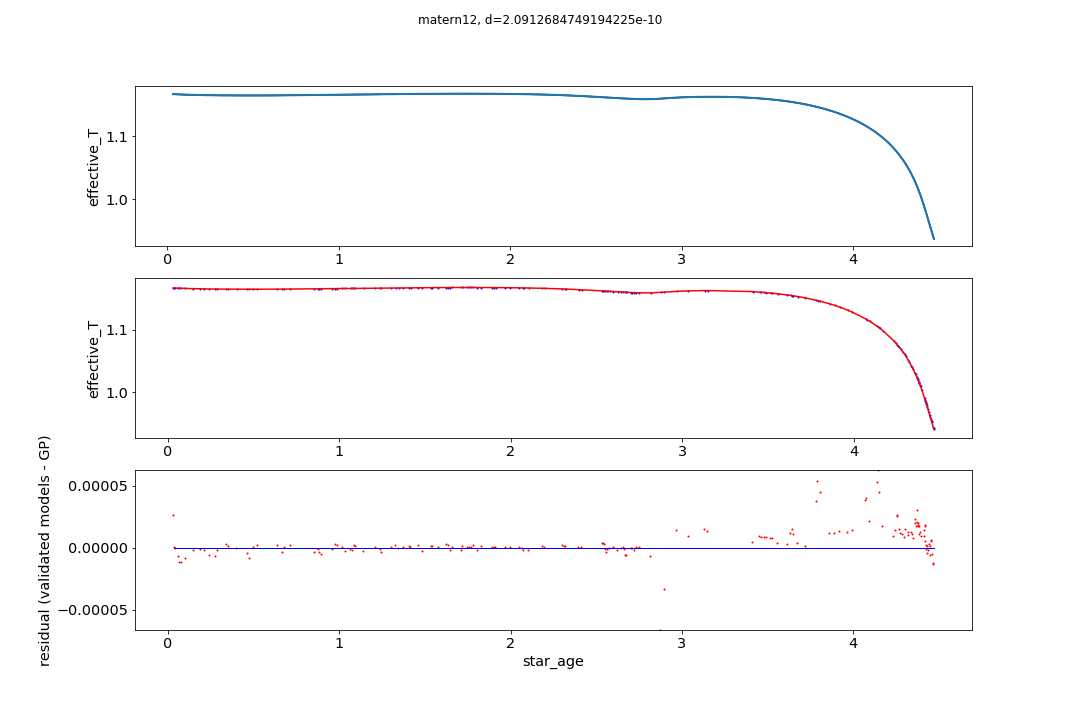 matern12, d=2.0912684749194225e-10
effective_T
1.1
1.0
0 1 2 3 4
effective_T
1.1
1.0
0 1 2 3 4
residual (validated models - GP)
0.00005
0.00000
−0.00005
0 1 2 3 4
star_age